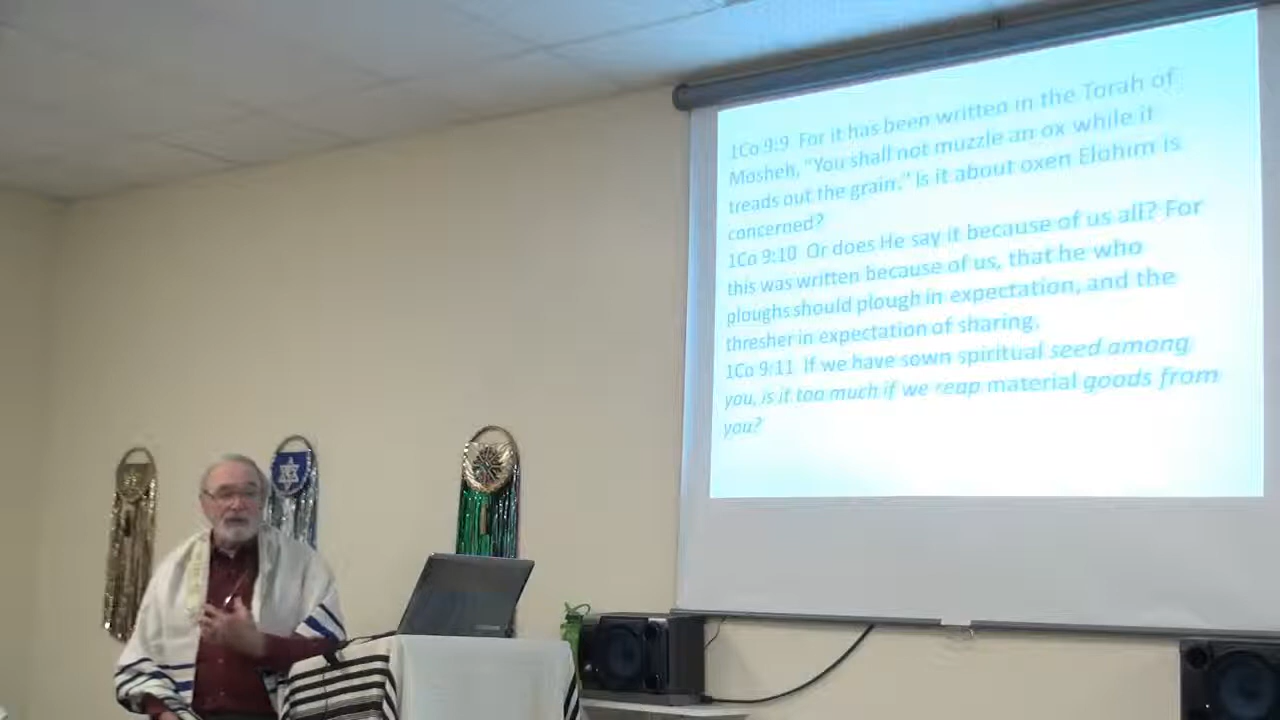 1Co 9:9 For it has been written in the Torah of
Mosheh, "You shall not muzzle an ox while it
treads out the grain." Is it about oxen Elohim is
concerned?
1Co 9:10 Or does He say it because of us all? For
this was written because of us, that he who
ploughs should plough in expectation, and the
thresher in expectation of sharing.
1Co 9:11 If we have sown spiritual seed among
you, is it too much if we reap material goods from
you?